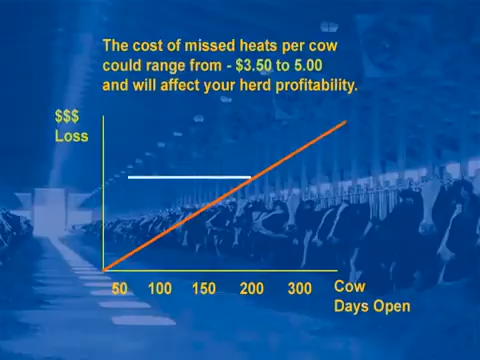 The cost of missed heats per cow
could range from - $3.50 to 5.00
and will affect your herd profitability.
$$$
Loss
50 100 150 200 300 Cow
Days Open